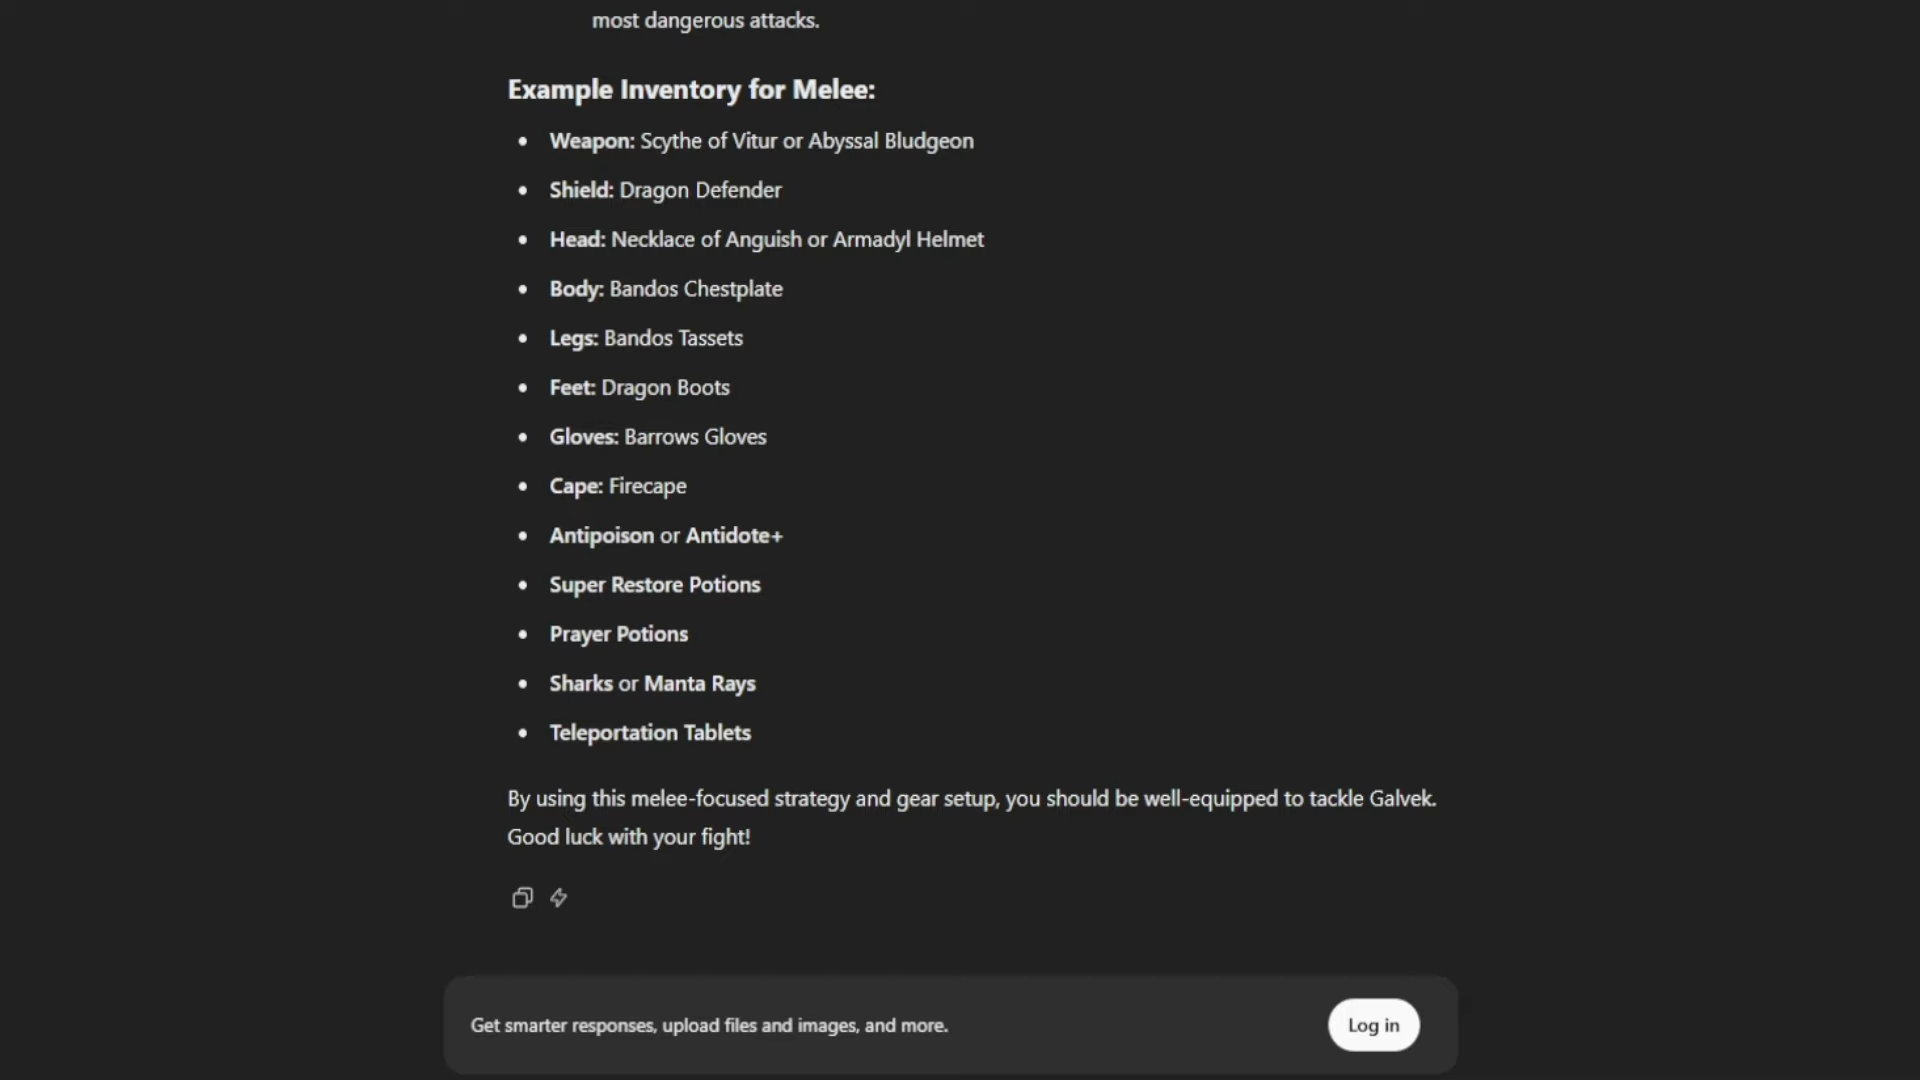 most dangerous attacks.
Example Inventory for Melee:
Weapon: Scythe of Vitur or Abyssal Bludgeon
Shield: Dragon Defender
Head: Necklace of Anguish or Armadyl Helmet
Body: Bandos Chestplate
Legs: Bandos Tassets
Feet: Dragon Boots
Gloves: Barrows Gloves
Cape: Firecape
Antipoison or Antidote+
Super Restore Potions
Prayer Potions
Sharks or Manta Rays
Teleportation Tablets
By using this melee-focused strategy and gear setup, you should be well-equipped to tackle Galvek.
Good luck with your fight!
Get smarter responses, upload files and images, and more.
Log in